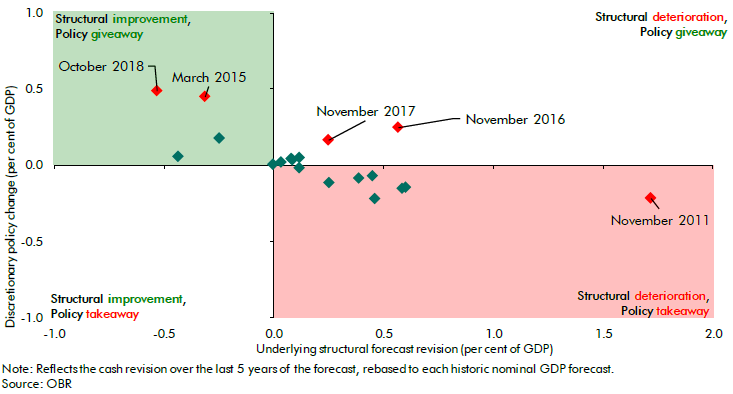 1.0
Structural improvement,
Policy giveaway
Structural deterioration,
Policy giveaway
October 2018
March 2015
0.5
November 2017
November 2016
0.0
Discretionary policy change (per cent of GDP)
November 2011
-0.5
Structural improvement,
Policy takeaway
Structural deterioration,
Policy takeaway
-1.0
-1.0 -0.5 0.0 0.5 1.0 1.5 2.0
Underlying structural forecast revision (per cent of GDP)
Note: Reflects the cash revision over the last 5 years of the forecast, rebased to each historic nominal GDP forecast.
Source: OBR